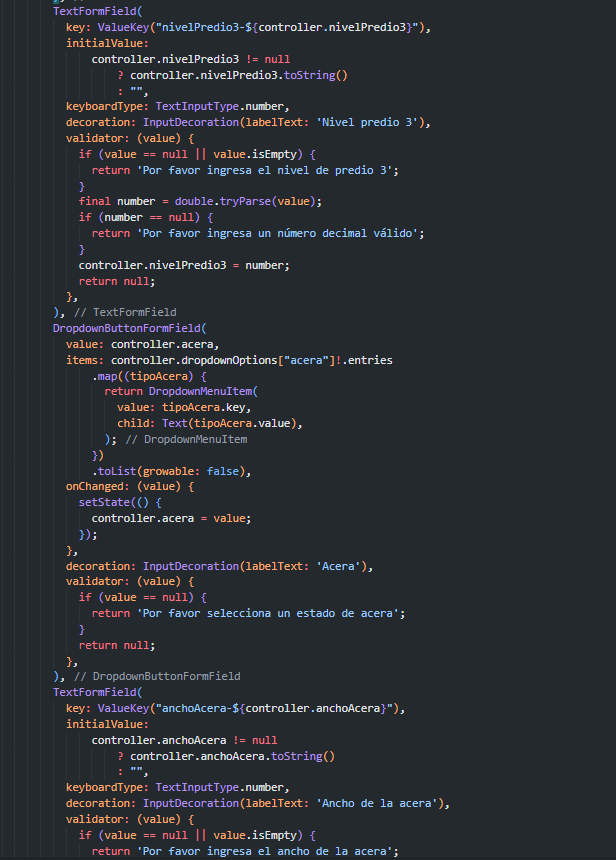 TextFormField(
key: ValueKey("nivelPredio3-${controller.nivelPredio3}"),
initialValue:
controller.nivelPredio3 != null
? controller.nivelPredio3.toString()
: "",
keyboardType: TextInputType.number,
decoration: InputDecoration(labelText: 'Nivel predio 3'),
validator: (value) {
if (value == null || value.isEmpty) {
return 'Por favor ingresa el nivel de predio 3';
}
final number = double.tryParse(value);
if (number == null) {
return 'Por favor ingresa un número decimal válido';
}
controller.nivelPredio3 = number;
return null;
},
), // TextFormField
DropdownButtonFormField(
value: controller.acera,
items: controller.dropdownOptions["acera"]!.entries
.map((tipoAcera) {
return DropdownMenuItem(
value: tipoAcera.key,
child: Text(tipoAcera.value),
); // DropdownMenuItem
})
.toList(growable: false),
onChanged: (value) {
setState(() {
controller.acera = value;
});
},
decoration: InputDecoration(labelText: 'Acera'),
validator: (value) {
if (value == null) {
return 'Por favor selecciona un estado de acera';
}
return null;
},
), // DropdownButtonFormField
TextFormField(
key: ValueKey("anchoAcera-${controller.anchoAcera}"),
initialValue:
controller.anchoAcera != null
? controller.anchoAcera.toString()
: "",
keyboardType: TextInputType.number,
decoration: InputDecoration(labelText: 'Ancho de la acera'),
validator: (value) {
if (value == null || value.isEmpty) {
return 'Por favor ingresa el ancho de la acera';